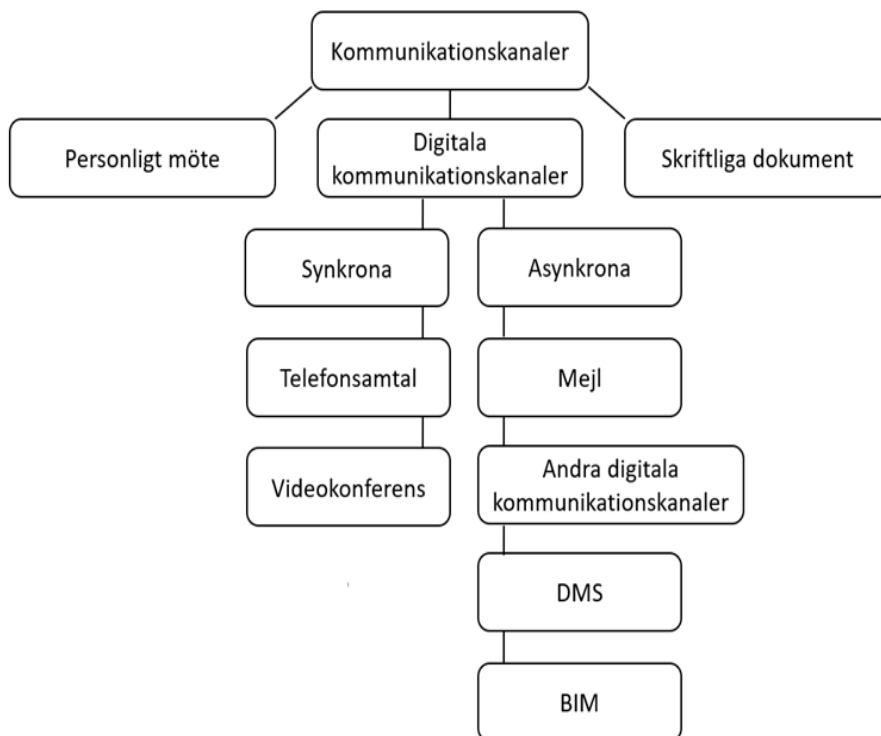 Kommunikationskanaler
Personligt möte
Digitala
kommunikationskanaler
Skriftliga dokument
Synkrona
Asynkrona
Telefonsamtal
Mejl
Videokonferens
Andra digitala
kommunikationskanaler
DMS
BIM